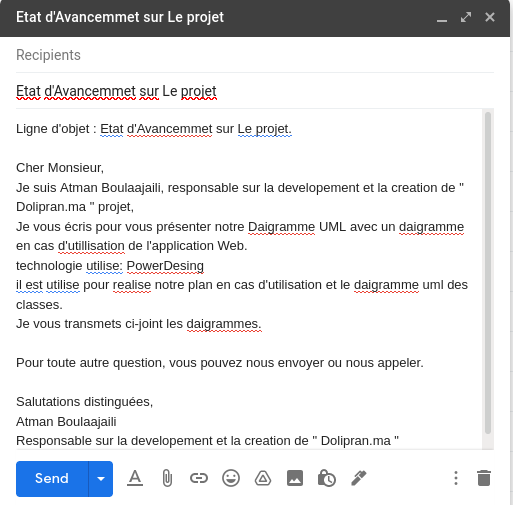 Etat d'Avancemmet sur Le projet
Recipients
Etat d'Avancemmet sur Le projet
Ligne d'objet : Etat d'Avancemmet sur Le projet.
Cher Monsieur,
Je suis Atman Boulaajaili, responsable sur la developement et la creation de "
Dolipran.ma " projet,
Je vous écris pour vous présenter notre Daigramme UML avec un daigramme
en cas d'utillisation de l'application Web.
technologie utilise: PowerDesing
il est utilise pour realise notre plan en cas d'utilisation et le daigramme uml des
classes.
Je vous transmets ci-joint les daigrammes.
Pour toute autre question, vous pouvez nous envoyer ou nous appeler.
Salutations distinguées,
Atman Boulaajaili
Responsable sur la developement et la creation de " Dolipran.ma "
Send